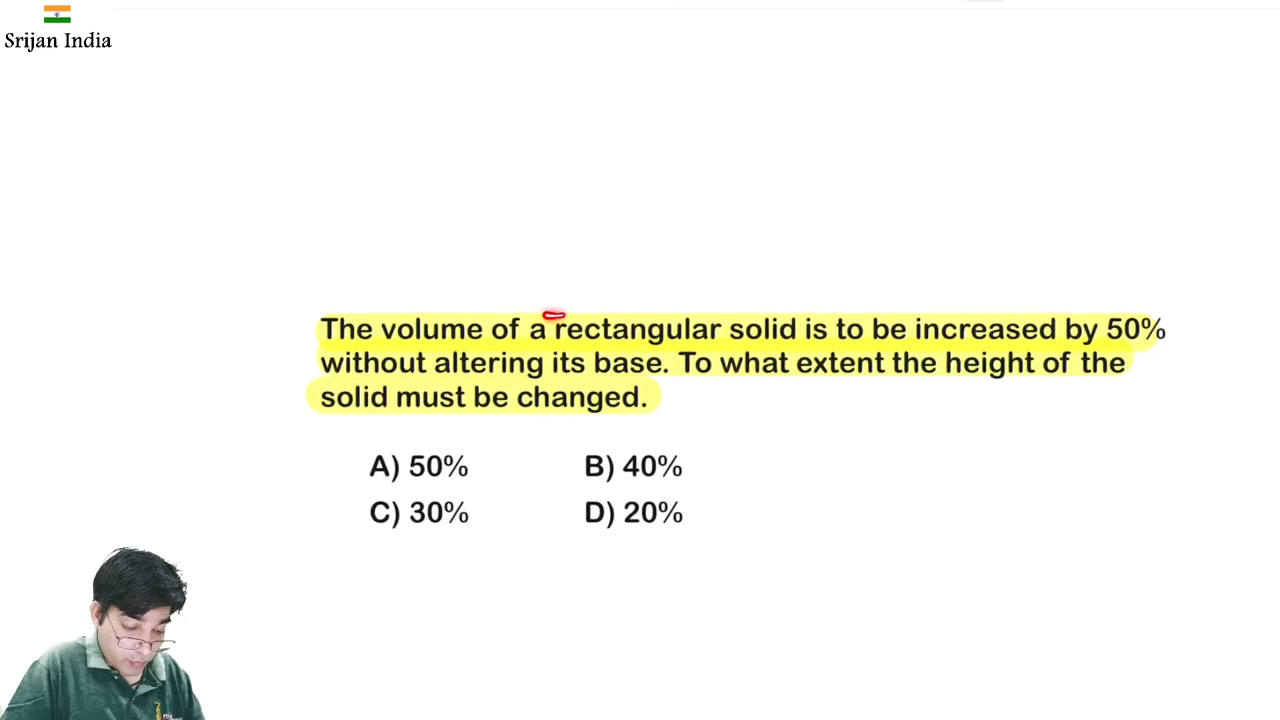 Srijan India
The volume of a rectangular solid is to be increased by 50%
without altering its base. To what extent the height of the
solid must be changed.
A) 50% B) 40%
C) 30% D) 20%